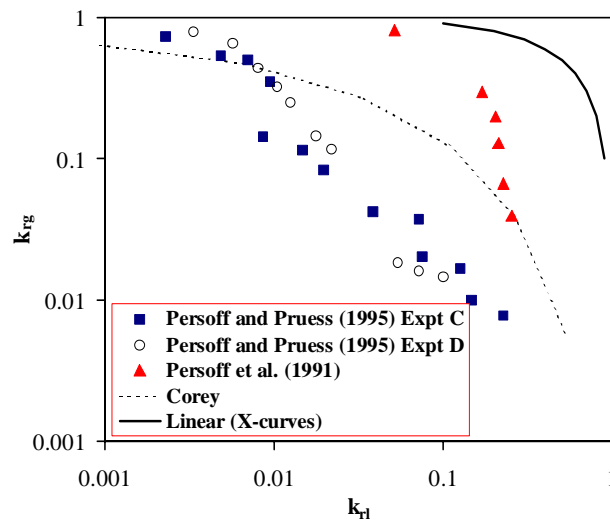 1
0.1
0.01
0.001
k_rg
Persoff and Pruess (1995) Expt C
Persoff and Pruess (1995) Expt D
Persoff et al. (1991)
Corey
Linear (X-curves)
0.001 0.01 0.1 1
k_rl